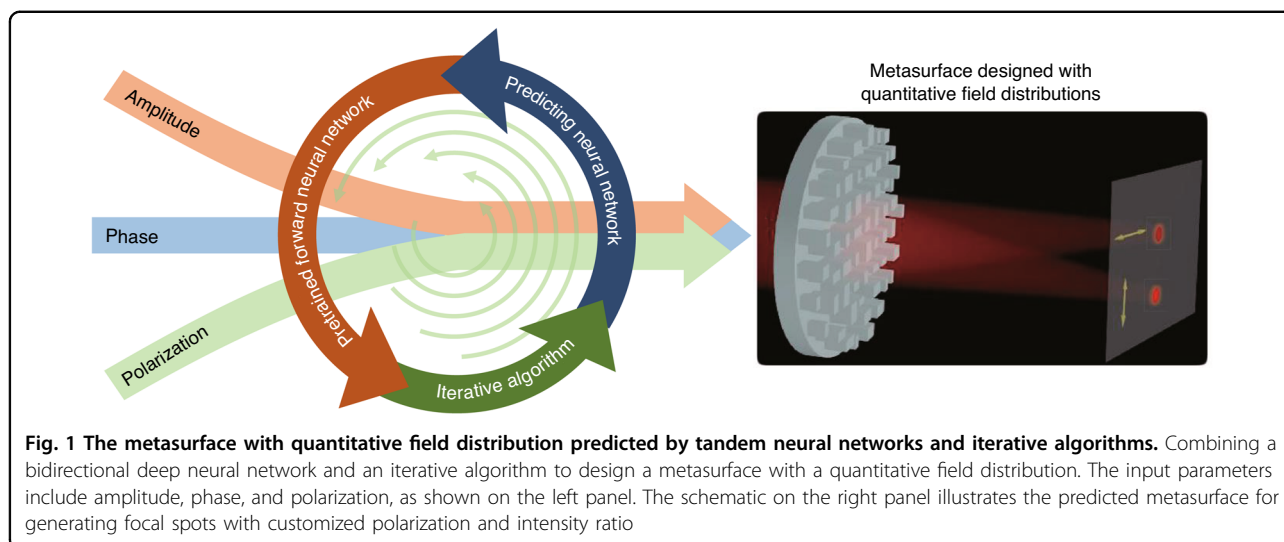 Amplitude
Phase
Polarization
Pretrained forward neural network
Predicting neural network
Iterative algorithm
Metasurface designed with
quantitative field distributions
Fig. 1 The metasurface with quantitative field distribution predicted by tandem neural networks and iterative algorithms. Combining a
bidirectional deep neural network and an iterative algorithm to design a metasurface with a quantitative field distribution. The input parameters
include amplitude, phase, and polarization, as shown on the left panel. The schematic on the right panel illustrates the predicted metasurface for
generating focal spots with customized polarization and intensity ratio